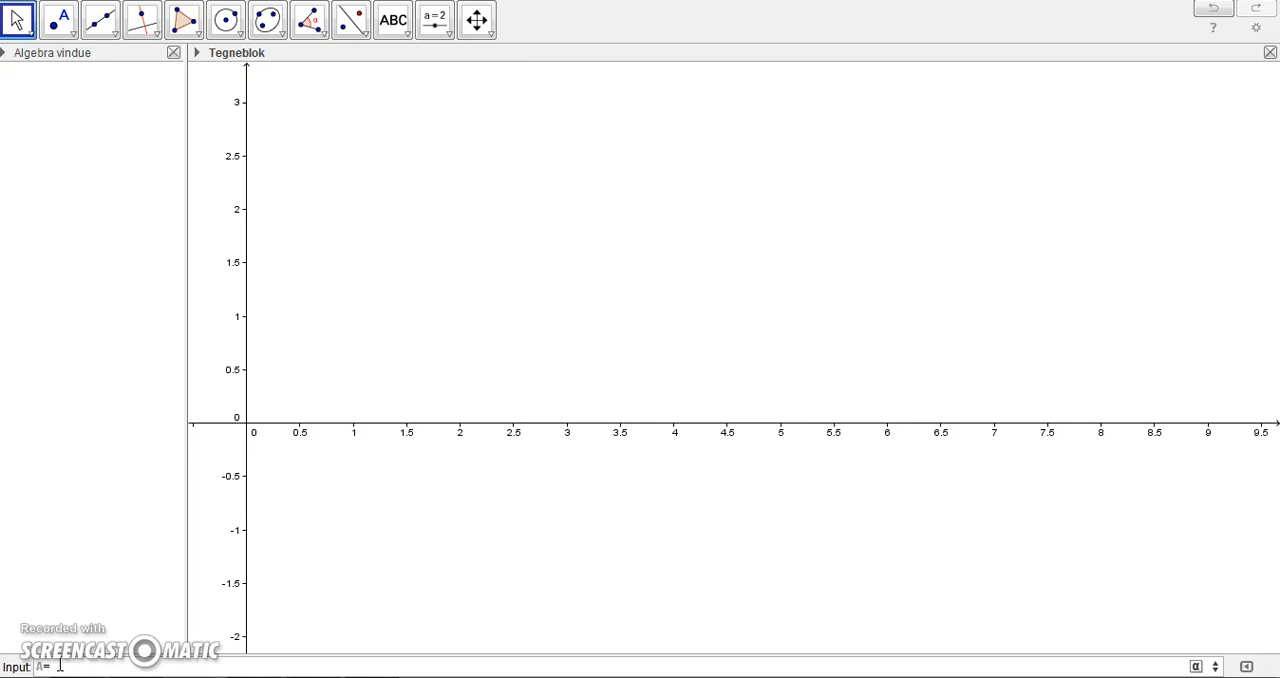 A
α
ABC
a=2
?
Algebra vindue
Tegneblok
3
2.5
2
1.5
1
0.5
0
0 0.5 1 1.5 2 2.5 3 3.5 4 4.5 5 5.5 6 6.5 7 7.5 8 8.5 9 9.5
-0.5
-1
-1.5
-2
Recorded with
SCREENCAST MATIC
Input: A=
α